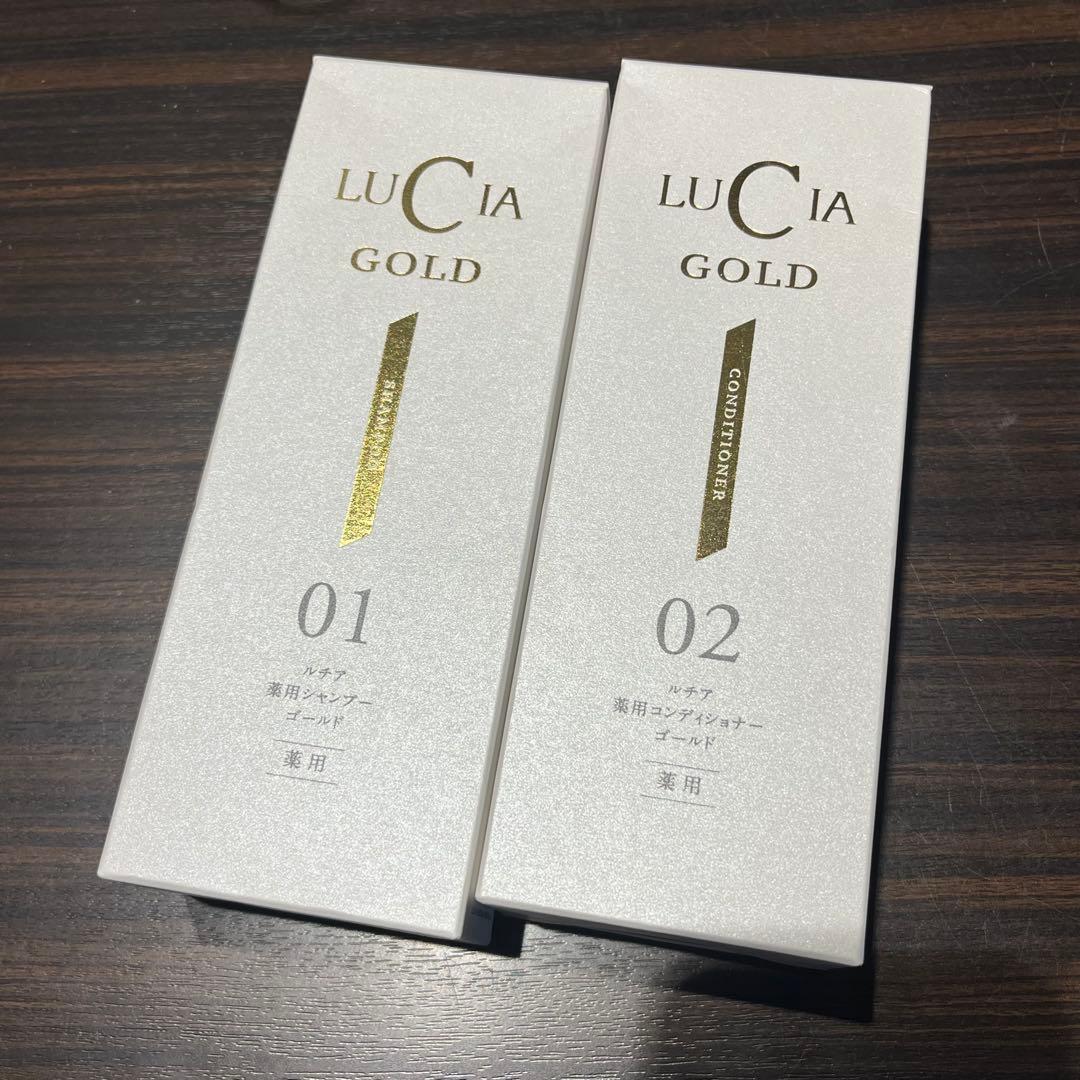 LUCIA
GOLD
SHAMPOO
01
ルチア
薬用シャンプー
ゴールド
薬用
LUCIA
GOLD
CONDITIONER
02
ルチア
薬用コンディショナー
ゴールド
薬用